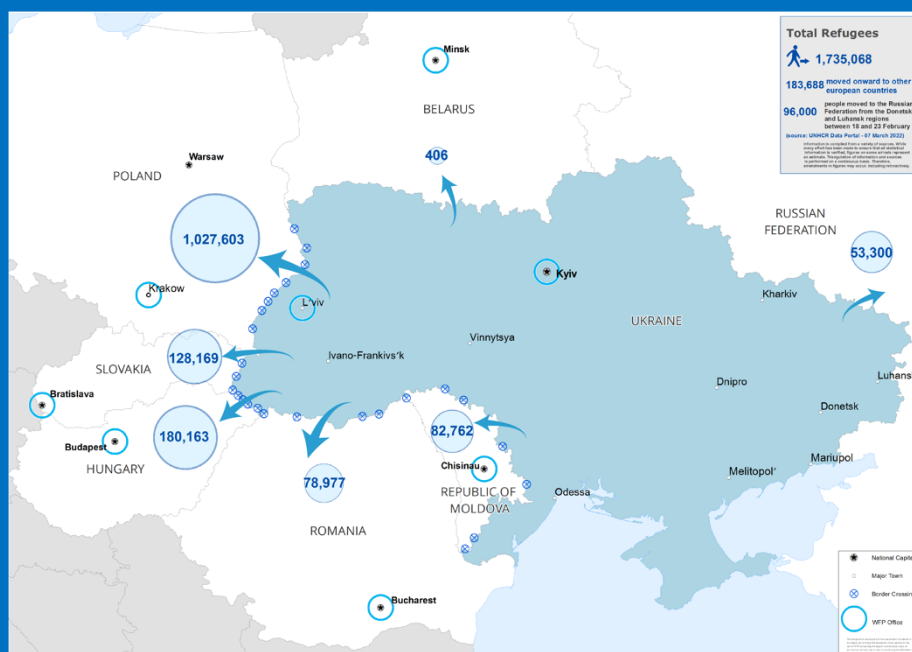 Total Refugees
1,735,068
183,688 moved onward to other
european countries
96,000 people moved to the Russian
Federation from the Donetsk
and Luhansk regions
between 18 and 23 February
(source: UNHCR Data Portal - 07 March 2022)
Minsk
BELARUS
406
Warsaw
POLAND
1,027,603
RUSSIAN
FEDERATION
53,300
Krakow
L'viv
Kyiv
Kharkiv
UKRAINE
Vinnytsya
SLOVAKIA
128,169
Ivano-Frankivs'k
Dnipro
Luhans
Bratislava
Donetsk
180,163
82,762
Budapest
HUNGARY
Chisinau
Mariupol
Melitopol'
78,977
REPUBLIC OF
MOLDOVA
Odessa
ROMANIA
Bucharest
National Capita
Major Town
Border Crossin
WFP Office